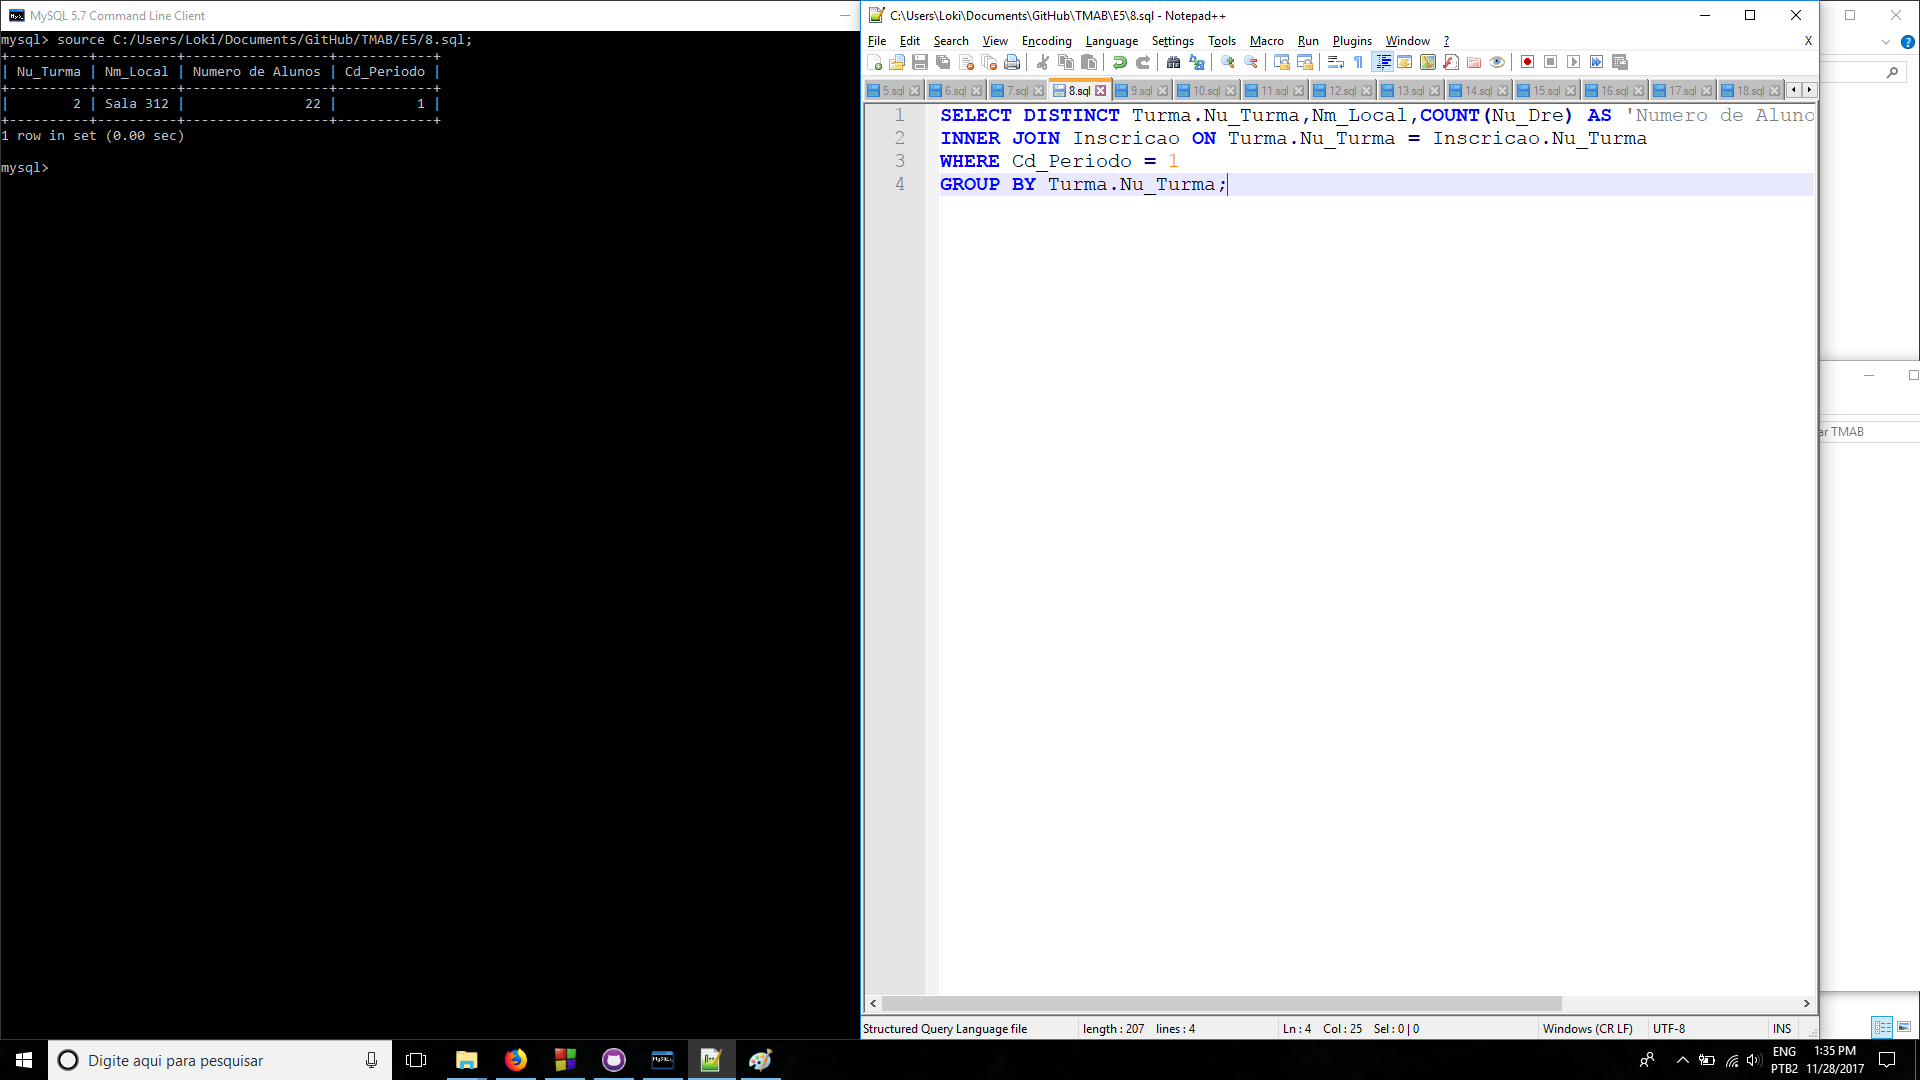 MySQL 5.7 Command Line Client
mysql> source C:/Users/Loki/Documents/GitHub/TMAB/E5/8.sql;
+----------+----------+------------------+------------+
| Nu_Turma | Nm_Local | Numero de Alunos | Cd_Periodo |
+----------+----------+------------------+------------+
|        2 | Sala 312 |               22 |          1 |
+----------+----------+------------------+------------+
1 row in set (0.00 sec)
mysql>
C:\Users\Loki\Documents\GitHub\TMAB\E5\8.sql - Notepad++
File Edit Search View Encoding Language Settings Tools Macro Run Plugins Window ? X
5.sql 6.sql 7.sql 8.sql 9.sql 10.sql 11.sql 12.sql 13.sql 14.sql 15.sql 16.sql 17.sql 18.sql
1 SELECT DISTINCT Turma.Nu_Turma,Nm_Local,COUNT(Nu_Dre) AS 'Numero de Aluno
2 INNER JOIN Inscricao ON Turma.Nu_Turma = Inscricao.Nu_Turma
3 WHERE Cd_Periodo = 1
4 GROUP BY Turma.Nu_Turma;
Structured Query Language file length : 207 lines : 4 Ln : 4 Col : 25 Sel : 0 | 0 Windows (CR LF) UTF-8 INS
ar TMAB
Digite aqui para pesquisar
ENG
PTB2
1:35 PM
11/28/2017